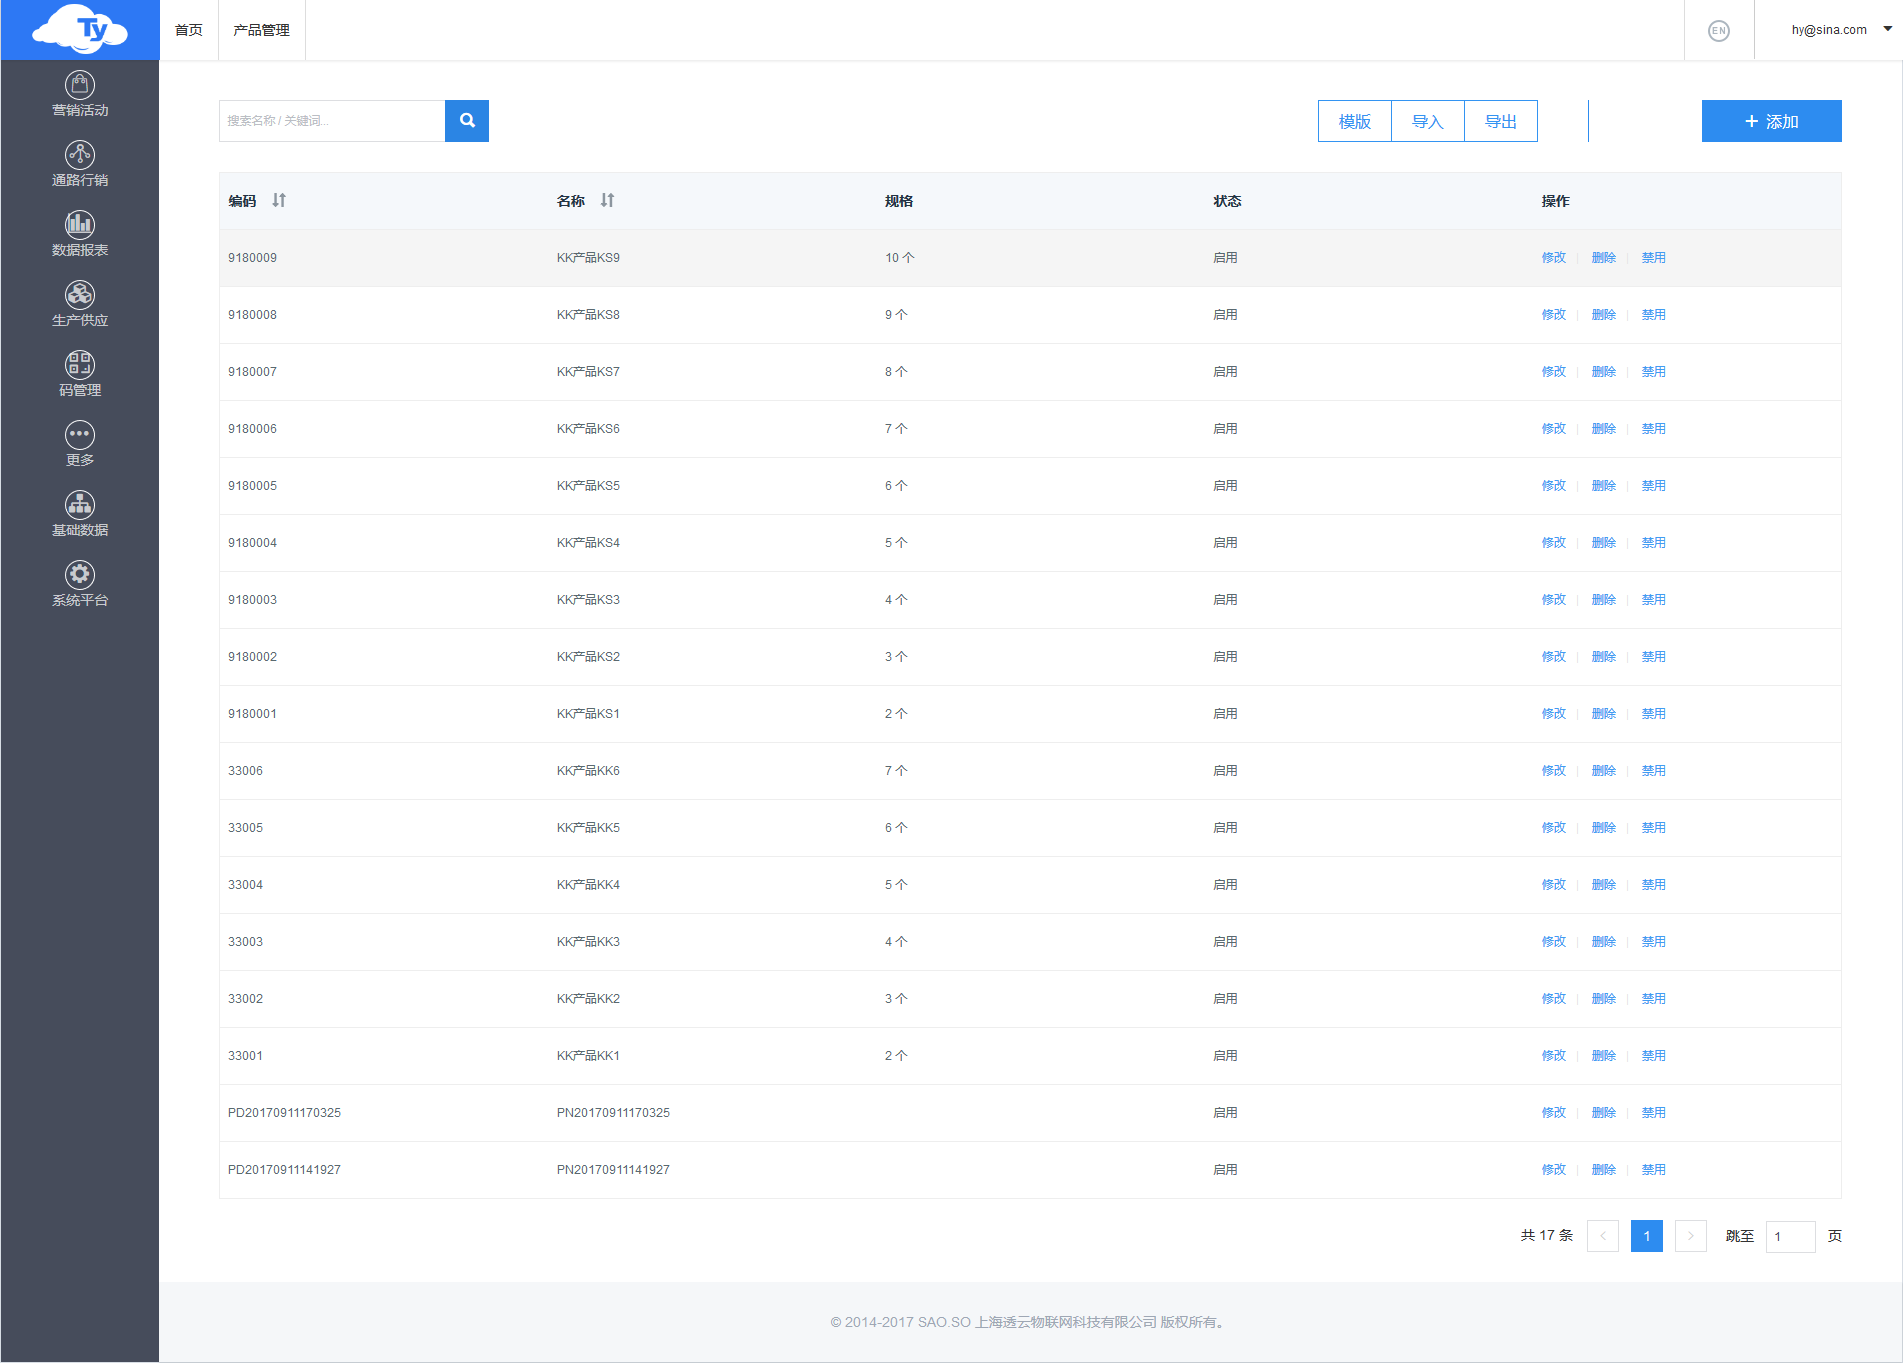 Ty
首页 产品管理
EN
hy@sina.com
营销活动
通路行销
数据报表
生产供应
码管理
更多
基础数据
系统平台
搜索名称 / 关键词...
模版 导入 导出
+ 添加
编码 名称 规格 状态 操作
9180009 KK产品KS9 10 个 启用 修改 删除 禁用
9180008 KK产品KS8 9 个 启用 修改 删除 禁用
9180007 KK产品KS7 8 个 启用 修改 删除 禁用
9180006 KK产品KS6 7 个 启用 修改 删除 禁用
9180005 KK产品KS5 6 个 启用 修改 删除 禁用
9180004 KK产品KS4 5 个 启用 修改 删除 禁用
9180003 KK产品KS3 4 个 启用 修改 删除 禁用
9180002 KK产品KS2 3 个 启用 修改 删除 禁用
9180001 KK产品KS1 2 个 启用 修改 删除 禁用
33006 KK产品KK6 7 个 启用 修改 删除 禁用
33005 KK产品KK5 6 个 启用 修改 删除 禁用
33004 KK产品KK4 5 个 启用 修改 删除 禁用
33003 KK产品KK3 4 个 启用 修改 删除 禁用
33002 KK产品KK2 3 个 启用 修改 删除 禁用
33001 KK产品KK1 2 个 启用 修改 删除 禁用
PD20170911170325 PN20170911170325 启用 修改 删除 禁用
PD20170911141927 PN20170911141927 启用 修改 删除 禁用
共 17 条 < 1 > 跳至 1 页
© 2014-2017 SAO.SO 上海透云物联网科技有限公司 版权所有。